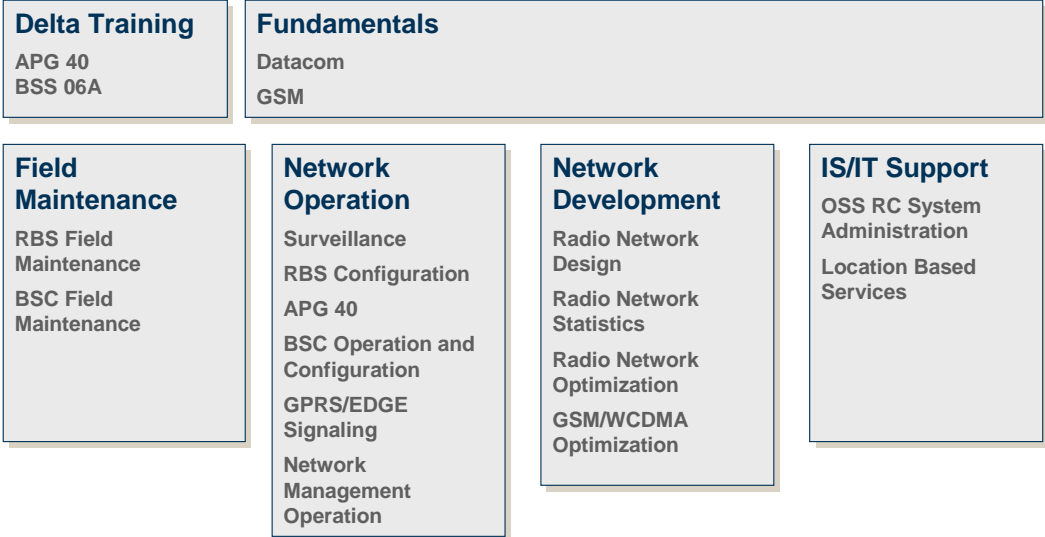 Delta Training
APG 40
BSS 06A
Fundamentals
Datacom
GSM
Field
Maintenance
RBS Field
Maintenance
BSC Field
Maintenance
Network
Operation
Surveillance
RBS Configuration
APG 40
BSC Operation and
Configuration
GPRS/EDGE
Signaling
Network
Management
Operation
Network
Development
Radio Network
Design
Radio Network
Statistics
Radio Network
Optimization
GSM/WCDMA
Optimization
IS/IT Support
OSS RC System
Administration
Location Based
Services